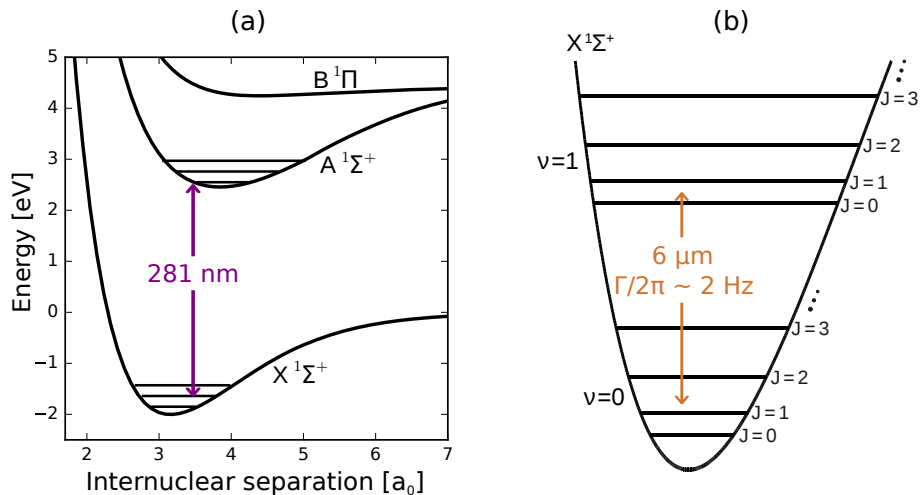 (a)
5
4
3
2
1
0
−1
−2
Energy [eV]
2
3
4
5
6
7
Internuclear separation [a₀]
B ¹Π
A ¹Σ⁺
281 nm
X ¹Σ⁺
(b)
X ¹Σ⁺
J=3
J=2
ν=1
J=1
J=0
6 μm
Γ/2π ~ 2 Hz
J=3
J=2
ν=0
J=1
J=0